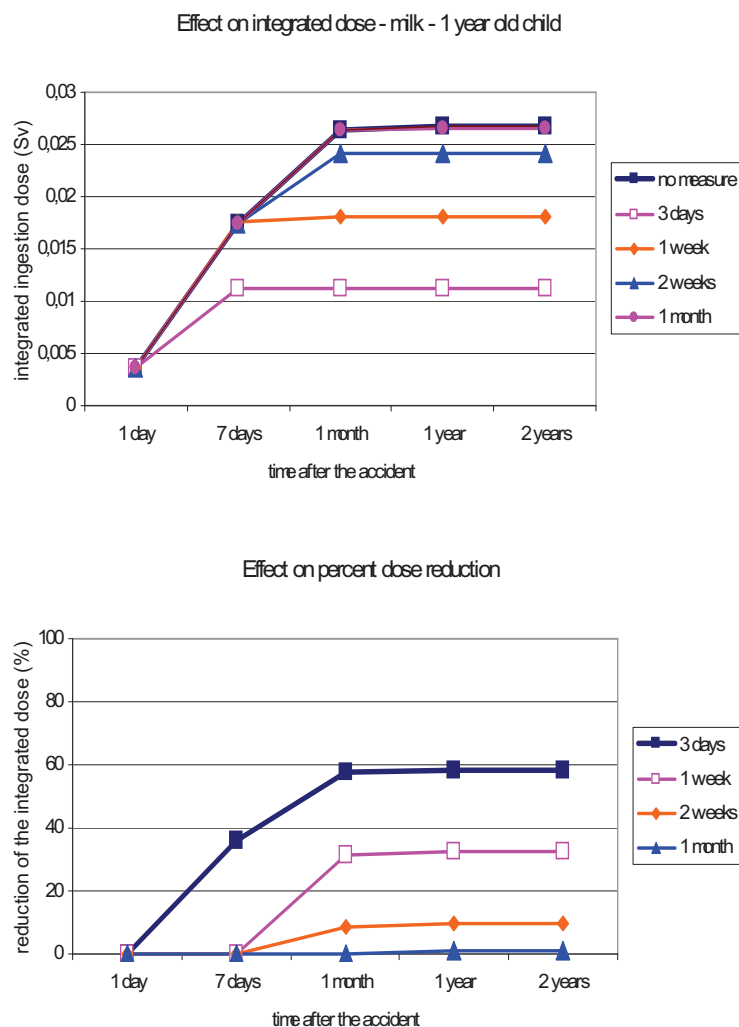 Effect on integrated dose - milk - 1 year old child
0,03
0,025
0,02
0,015
0,01
0,005
0
integrated ingestion dose (Sv)
1 day 7 days 1 month 1 year 2 years
time after the accident
no measure
3 days
1 week
2 weeks
1 month
Effect on percent dose reduction
100
80
60
40
20
0
reduction of the integrated dose (%)
1 day 7 days 1 month 1 year 2 years
time after the accident
3 days
1 week
2 weeks
1 month